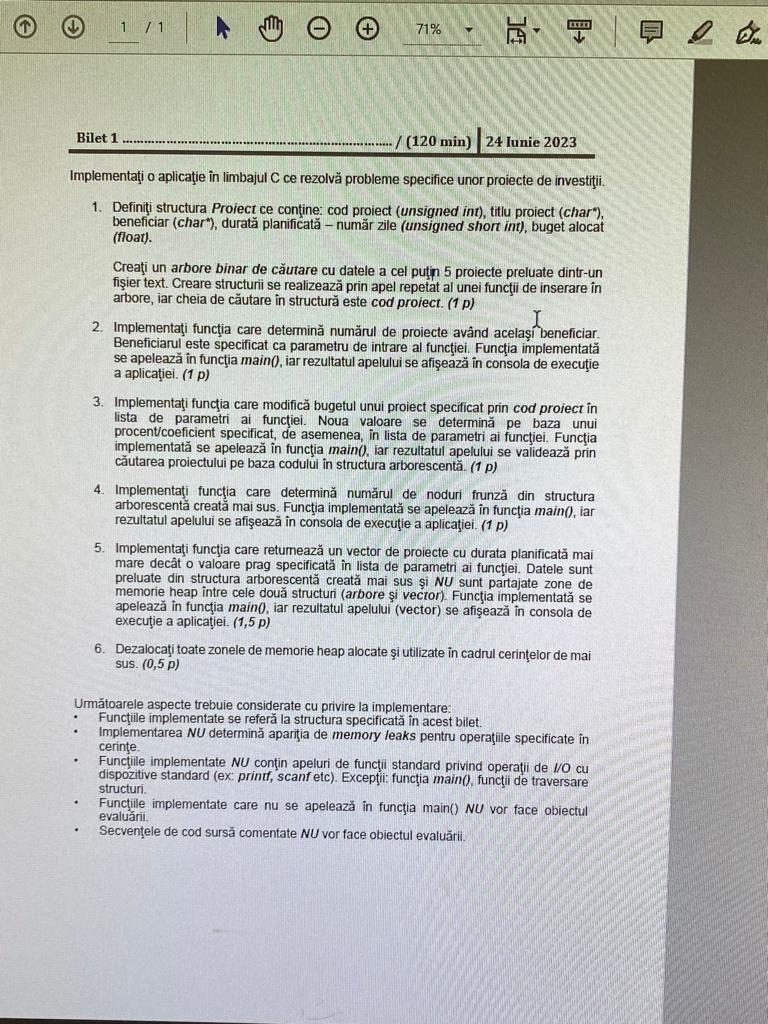 1 / 1 71%
Bilet 1 ........................................................................................ / (120 min) 24 Iunie 2023
Implementaţi o aplicaţie în limbajul C ce rezolvă probleme specifice unor proiecte de investiţii.
1. Definiţi structura Proiect ce conţine: cod proiect (unsigned int), titlu proiect (char*),
beneficiar (char*), durată planificată – număr zile (unsigned short int), buget alocat
(float).
Creaţi un arbore binar de căutare cu datele a cel puţin 5 proiecte preluate dintr-un
fişier text. Creare structurii se realizează prin apel repetat al unei funcţii de inserare în
arbore, iar cheia de căutare în structură este cod proiect. (1 p)
2. Implementaţi funcţia care determină numărul de proiecte având acelaşi beneficiar.
Beneficiarul este specificat ca parametru de intrare al funcţiei. Funcţia implementată
se apelează în funcţia main(), iar rezultatul apelului se afişează în consola de execuţie
a aplicaţiei. (1 p)
3. Implementaţi funcţia care modifică bugetul unui proiect specificat prin cod proiect în
lista de parametri ai funcţiei. Noua valoare se determină pe baza unui
procent/coeficient specificat, de asemenea, în lista de parametri ai funcţiei. Funcţia
implementată se apelează în funcţia main(), iar rezultatul apelului se validează prin
căutarea proiectului pe baza codului în structura arborescentă. (1 p)
4. Implementaţi funcţia care determină numărul de noduri frunză din structura
arborescentă creată mai sus. Funcţia implementată se apelează în funcţia main(), iar
rezultatul apelului se afişează în consola de execuţie a aplicaţiei. (1 p)
5. Implementaţi funcţia care returnează un vector de proiecte cu durata planificată mai
mare decât o valoare prag specificată în lista de parametri ai funcţiei. Datele sunt
preluate din structura arborescentă creată mai sus şi NU sunt partajate zone de
memorie heap între cele două structuri (arbore şi vector). Funcţia implementată se
apelează în funcţia main(), iar rezultatul apelului (vector) se afişează în consola de
execuţie a aplicaţiei. (1,5 p)
6. Dezalocaţi toate zonele de memorie heap alocate şi utilizate în cadrul cerinţelor de mai
sus. (0,5 p)
Următoarele aspecte trebuie considerate cu privire la implementare:
• Funcţiile implementate se referă la structura specificată în acest bilet.
• Implementarea NU determină apariţia de memory leaks pentru operaţiile specificate în
cerinţe.
• Funcţiile implementate NU conţin apeluri de funcţii standard privind operaţii de I/O cu
dispozitive standard (ex: printf, scanf etc). Excepţii: funcţia main(), funcţii de traversare
structuri.
• Funcţiile implementate care nu se apelează în funcţia main() NU vor face obiectul
evaluării.
• Secvenţele de cod sursă comentate NU vor face obiectul evaluării.